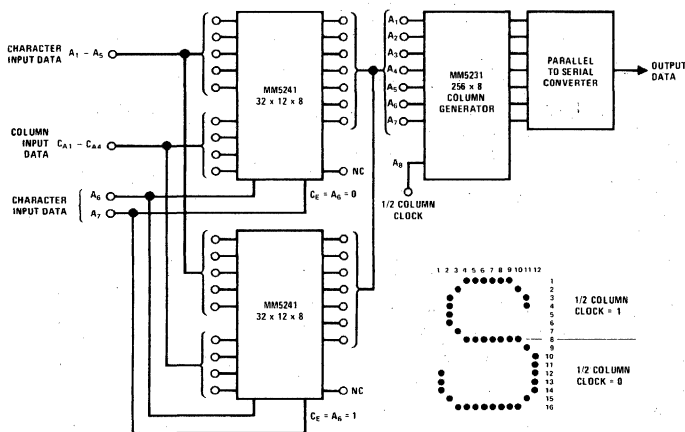 CHARACTER
INPUT DATA
A1 – A5
MM5241
32 x 12 x 8
COLUMN
INPUT
DATA
CA1 – CA4
NC
CHARACTER
INPUT DATA
A6
A7
CE = A6 = 0
A1
A2
A3
A4
A5
A6
A7
A8
1/2 COLUMN
CLOCK
MM5231
256 x 8
COLUMN
GENERATOR
PARALLEL
TO SERIAL
CONVERTER
OUTPUT
DATA
MM5241
32 x 12 x 8
NC
CE = A6 = 1
1 2 3 4 5 6 7 8 9 10 11 12
1
2
3
4
5
6
7
8
9
10
11
12
13
14
15
16
1/2 COLUMN
CLOCK = 1
1/2 COLUMN
CLOCK = 0